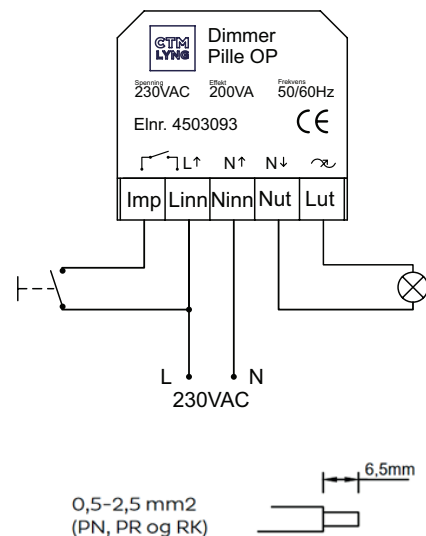 CTM
LYNG
Dimmer
Pille OP
Spenning Effekt Frekvens
230VAC 200VA 50/60Hz
Elnr. 4503093 CE
L↑ N↑ N↓
Imp Linn Ninn Nut Lut
L N
230VAC
6,5mm
0,5-2,5 mm2
(PN, PR og RK)